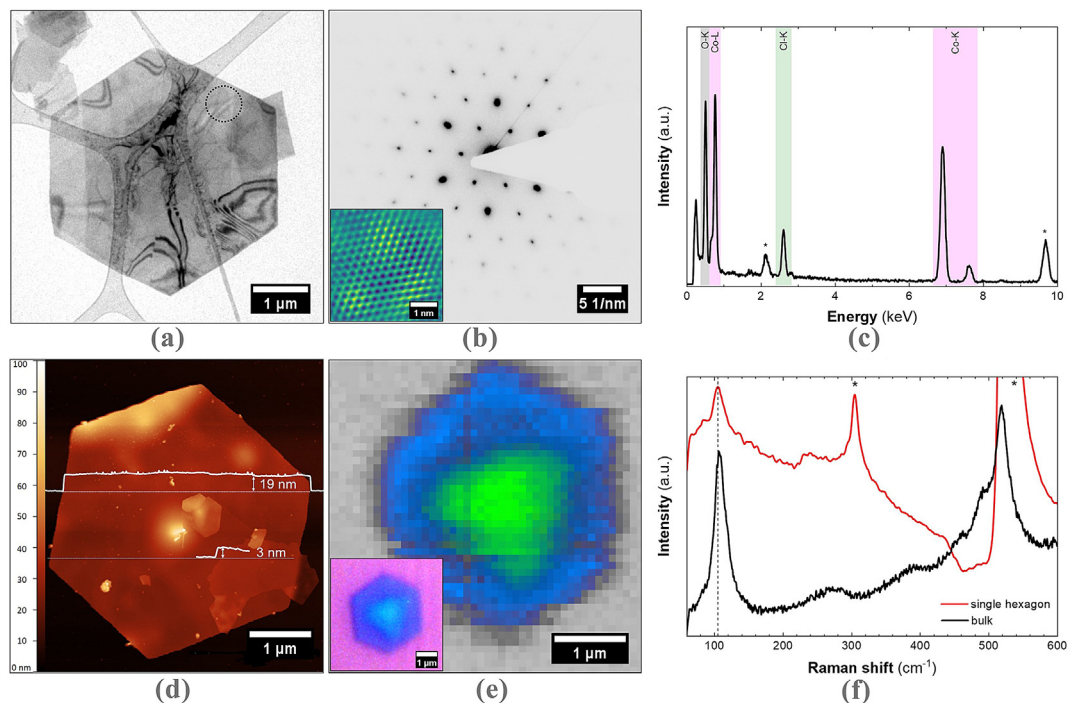 1 µm
(a)
1 nm
5 1/nm
(b)
O-K
Co-L
Cl-K
Co-K
*
*
Intensity (a.u.)
0 2 4 6 8 10
Energy (keV)
(c)
100
90
80
70
60
50
40
30
20
10
0 nm
19 nm
3 nm
1 µm
(d)
1 µm
1 µm
(e)
*
*
Intensity (a.u.)
single hexagon
bulk
100 200 300 400 500 600
Raman shift (cm⁻¹)
(f)